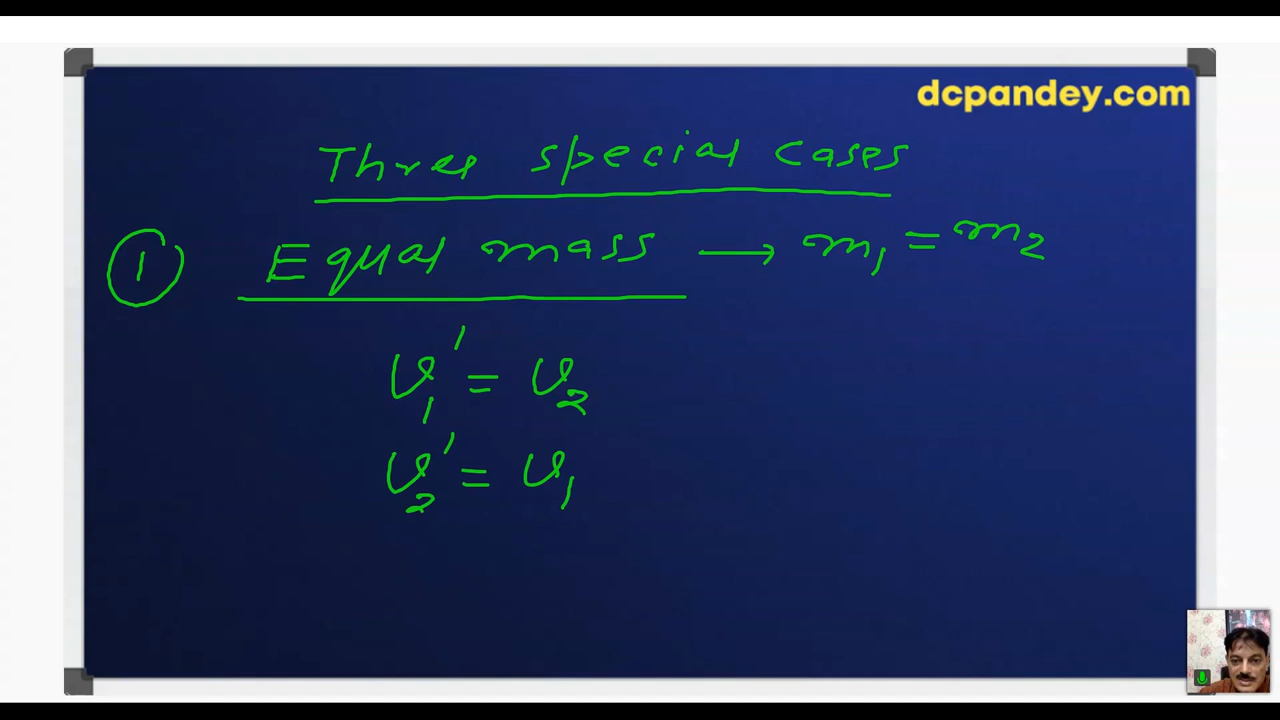 dcpandey.com
Three special cases
① Equal mass → m₁ = m₂
v₁' = v₂
v₂' = v₁